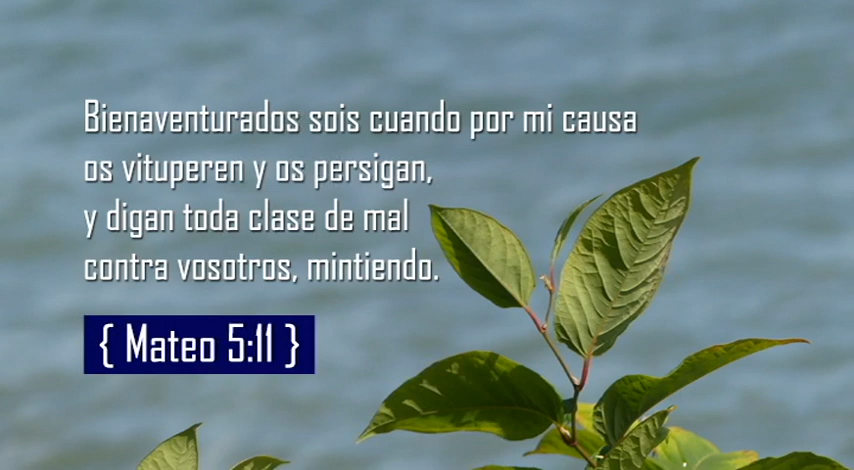 Bienaventurados sois cuando por mi causa
os vituperen y os persigan,
y digan toda clase de mal
contra vosotros, mintiendo.
{ Mateo 5:11 }